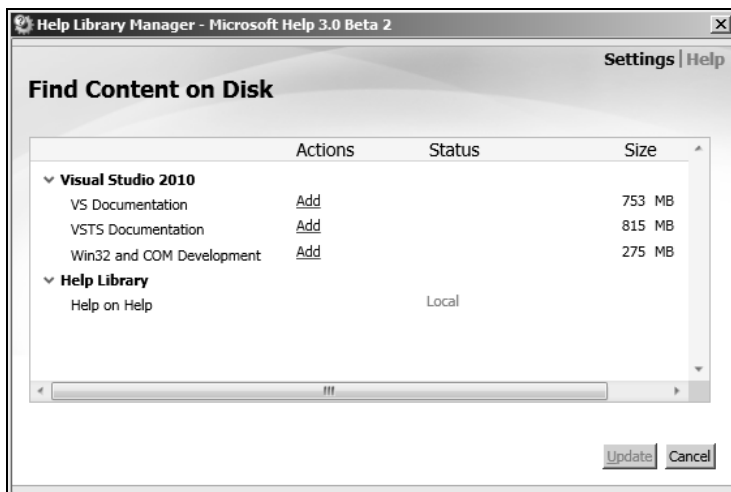 Help Library Manager - Microsoft Help 3.0 Beta 2
Settings | Help
Find Content on Disk
Actions Status Size
Visual Studio 2010
VS Documentation Add 753 MB
VSTS Documentation Add 815 MB
Win32 and COM Development Add 275 MB
Help Library
Help on Help Local
Update Cancel